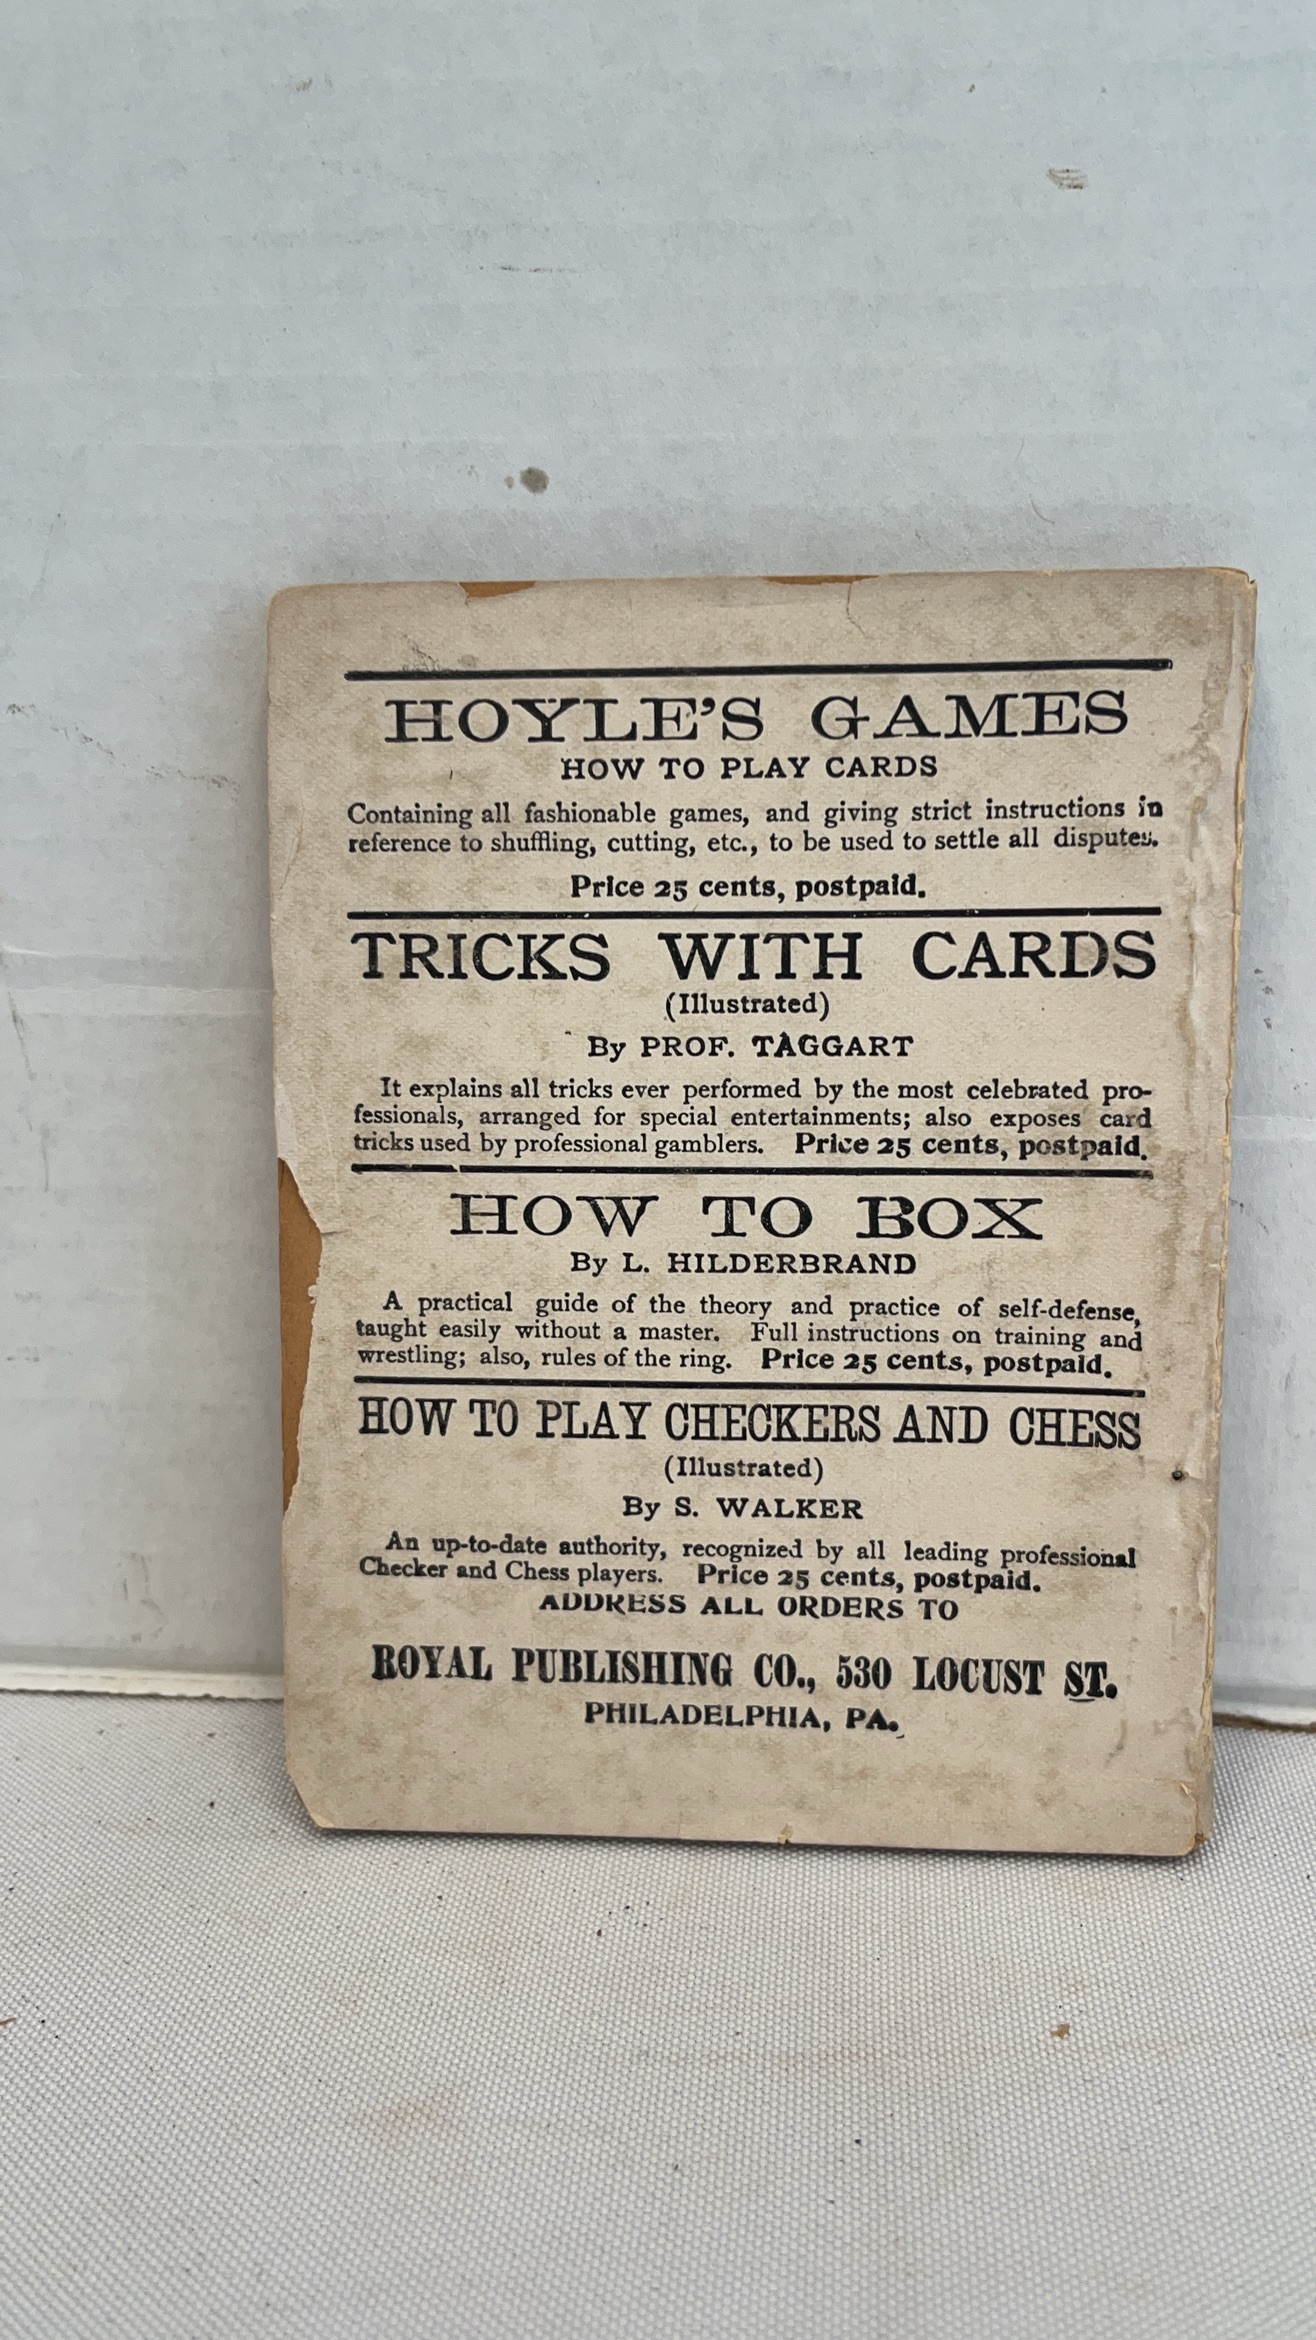 HOYLE'S GAMES
HOW TO PLAY CARDS
Containing all fashionable games, and giving strict instructions in
reference to shuffling, cutting, etc., to be used to settle all disputes.
Price 25 cents, postpaid.
TRICKS WITH CARDS
(Illustrated)
By PROF. TAGGART
It explains all tricks ever performed by the most celebrated pro-
fessionals, arranged for special entertainments; also exposes card
tricks used by professional gamblers. Price 25 cents, postpaid.
HOW TO BOX
By L. HILDERBRAND
A practical guide of the theory and practice of self-defense,
taught easily without a master. Full instructions on training and
wrestling; also, rules of the ring. Price 25 cents, postpaid.
HOW TO PLAY CHECKERS AND CHESS
(Illustrated)
By S. WALKER
An up-to-date authority, recognized by all leading professional
Checker and Chess players. Price 25 cents, postpaid.
ADDRESS ALL ORDERS TO
ROYAL PUBLISHING CO., 530 LOCUST ST.
PHILADELPHIA, PA.